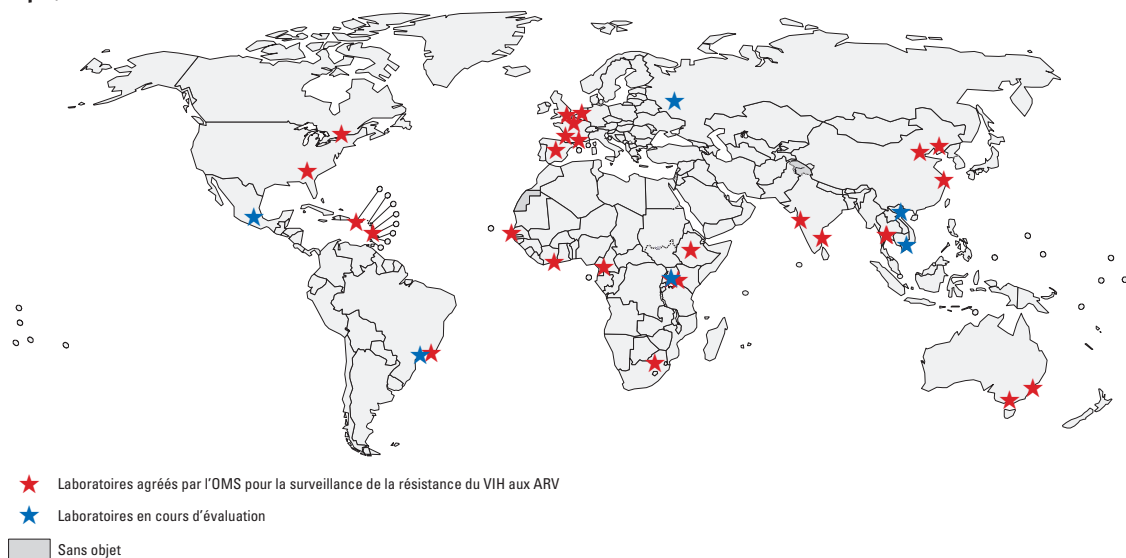 Laboratoires agréés par l'OMS pour la surveillance de la résistance du VIH aux ARV
Laboratoires en cours d'évaluation
Sans objet